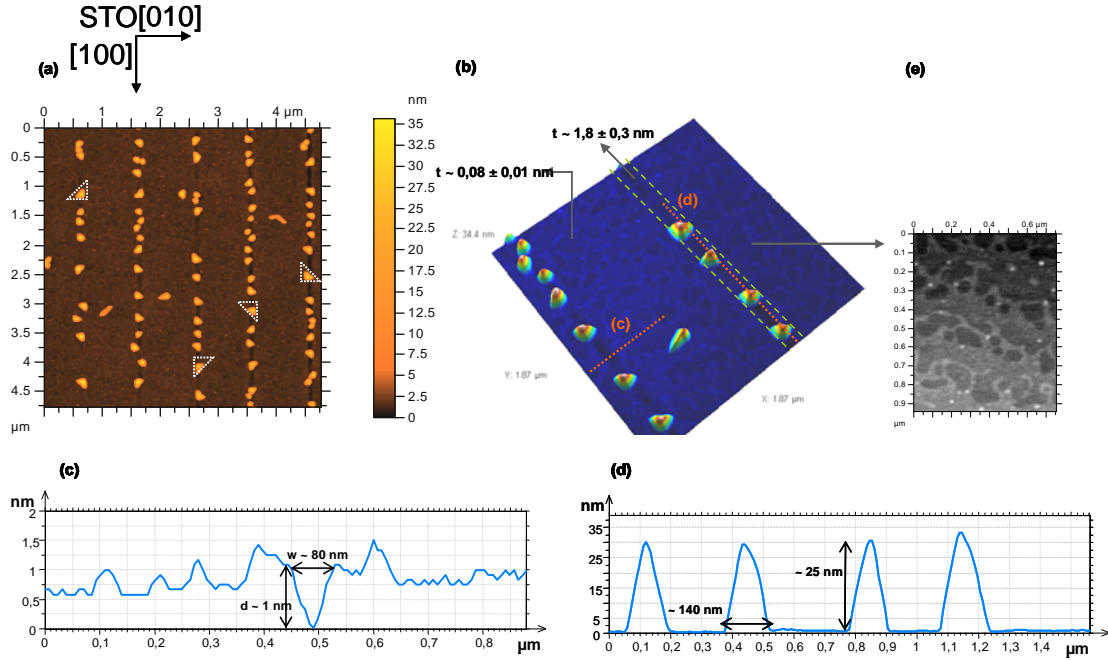 STO[010]
[100]
(a)
0 1 2 3 4 µm
0
0.5
1
1.5
2
2.5
3
3.5
4
4.5
µm
nm
35
32.5
30
27.5
25
22.5
20
17.5
15
12.5
10
7.5
5
2.5
0
(b)
t ~ 1,8 ± 0,3 nm
t ~ 0,08 ± 0,01 nm
(d)
Z: 34.4 nm
(c)
Y: 1.87 µm
X: 1.87 µm
(e)
0 0.2 0.4 0.6 µm
0
0.1
0.2
0.3
0.4
0.5
0.6
0.7
0.8
0.9
µm
(c)
nm
2
1,5
1
0,5
0
w ~ 80 nm
d ~ 1 nm
0 0,1 0,2 0,3 0,4 0,5 0,6 0,7 0,8 µm
(d)
nm
35
25
15
5
0
~ 25 nm
~ 140 nm
0 0,1 0,2 0,3 0,4 0,5 0,6 0,7 0,8 0,9 1 1,1 1,2 1,3 1,4 µm